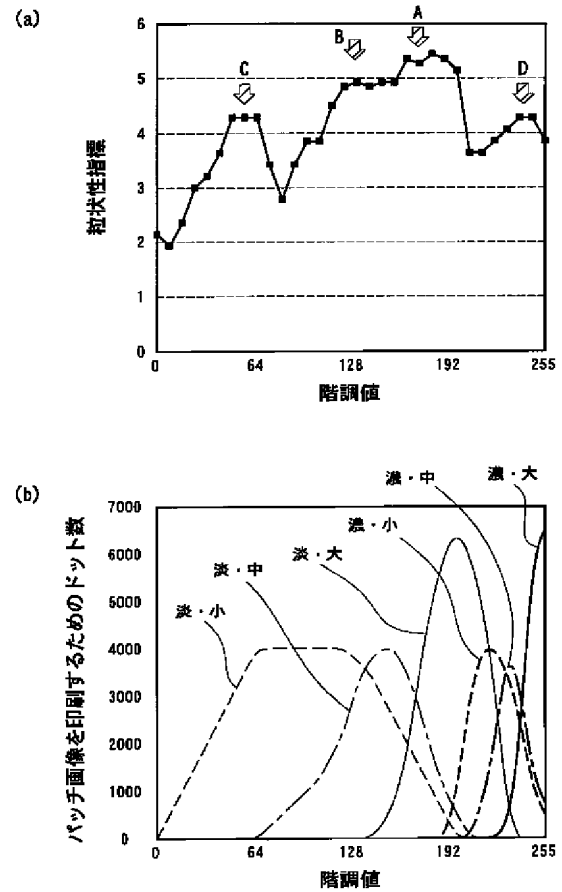 (a)
粒状性指標
6
5
4
3
2
1
0
A
B
C
D
0 64 128 192 255
階調値
(b)
パッチ画像を印刷するためのドット数
7000
6000
5000
4000
3000
2000
1000
0
濃・中
濃・大
濃・小
淡・大
淡・中
淡・小
0 64 128 192 255
階調値